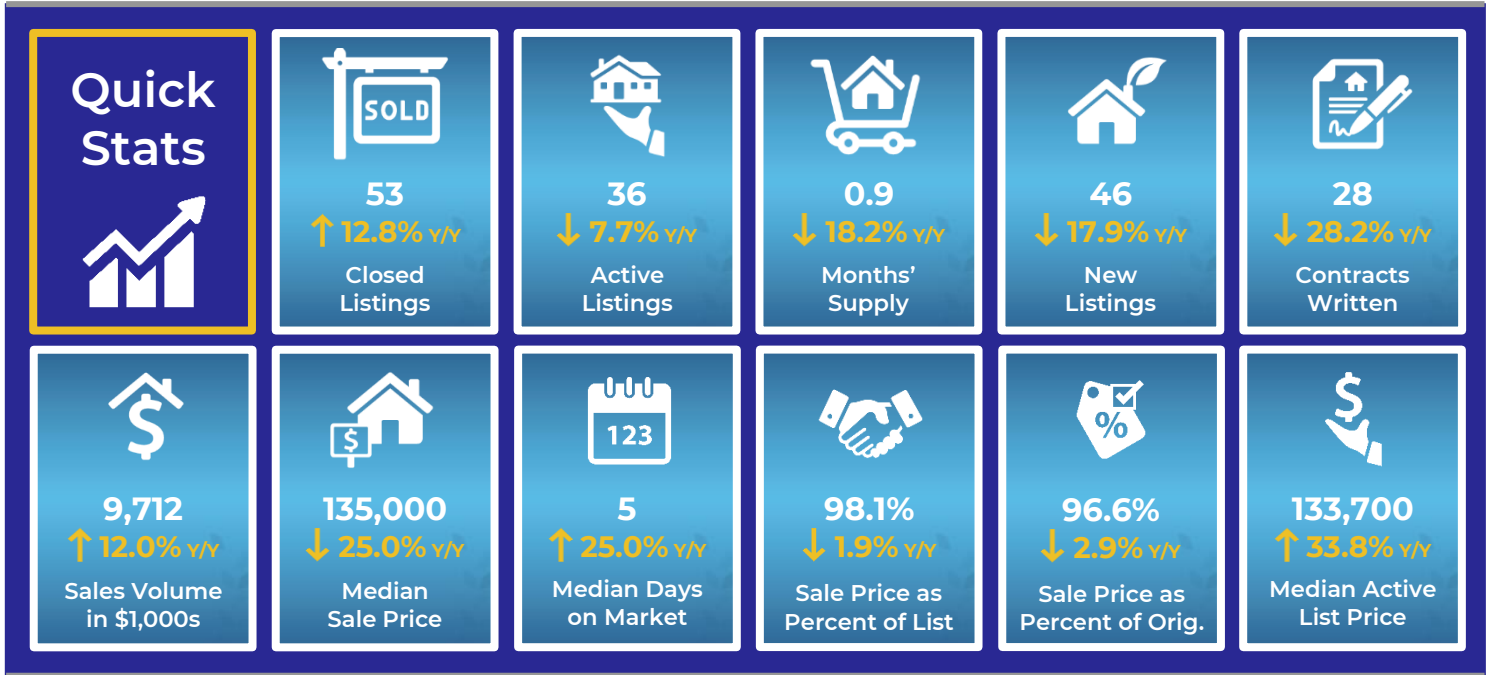 Quick
Stats
SOLD
53
↑ 12.8% Y/Y
Closed
Listings
36
↓ 7.7% Y/Y
Active
Listings
0.9
↓ 18.2% Y/Y
Months’
Supply
46
↓ 17.9% Y/Y
New
Listings
28
↓ 28.2% Y/Y
Contracts
Written
$
9,712
↑ 12.0% Y/Y
Sales Volume
in $1,000s
$
135,000
↓ 25.0% Y/Y
Median
Sale Price
123
5
↑ 25.0% Y/Y
Median Days
on Market
98.1%
↓ 1.9% Y/Y
Sale Price as
Percent of List
%
96.6%
↓ 2.9% Y/Y
Sale Price as
Percent of Orig.
$
133,700
↑ 33.8% Y/Y
Median Active
List Price